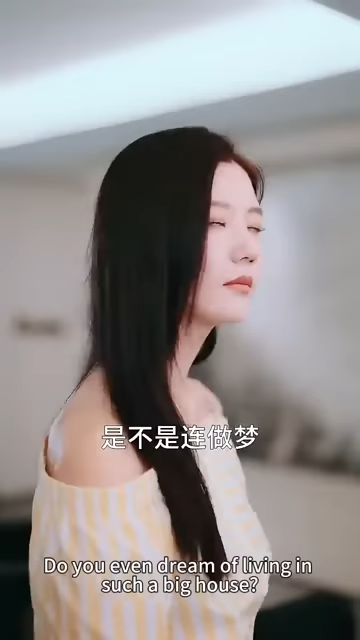 是不是连做梦
Do you even dream of living in
such a big house?